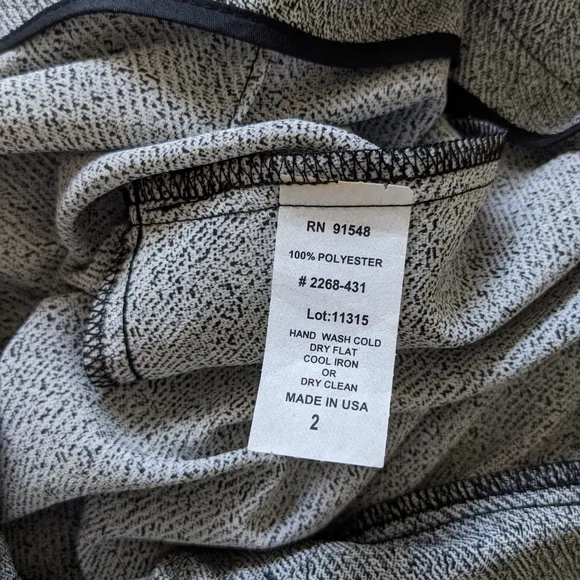 RN 91548
100% POLYESTER
# 2268-431
Lot:11315
HAND WASH COLD
DRY FLAT
COOL IRON
OR
DRY CLEAN
MADE IN USA
2